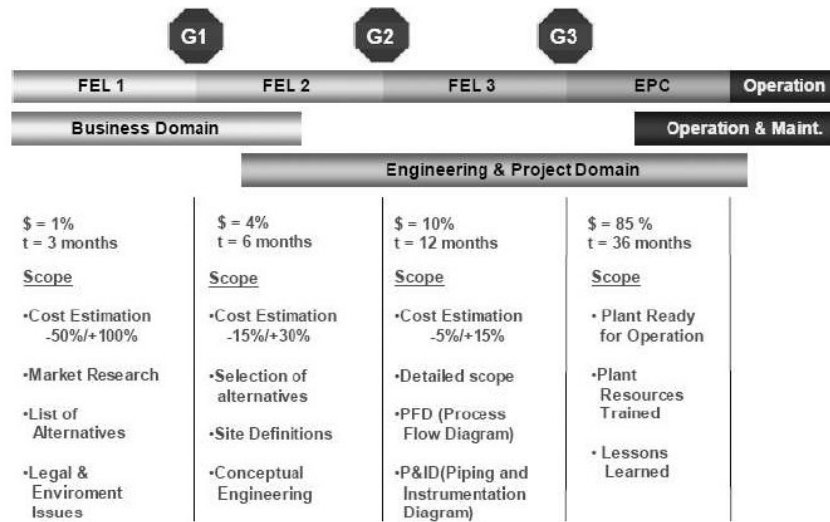 G1
G2
G3
FEL 1
FEL 2
FEL 3
EPC
Operation
Business Domain
Operation & Maint.
Engineering & Project Domain
$ = 1%
t = 3 months
Scope
•Cost Estimation
-50%/+100%
•Market Research
•List of
Alternatives
•Legal &
Enviroment
Issues
$ = 4%
t = 6 months
Scope
•Cost Estimation
-15%/+30%
•Selection of
alternatives
•Site Definitions
•Conceptual
Engineering
$ = 10%
t = 12 months
Scope
•Cost Estimation
-5%/+15%
•Detailed scope
•PFD (Process
Flow Diagram)
•P&ID(Piping and
Instrumentation
Diagram)
$ = 85 %
t = 36 months
Scope
• Plant Ready
for Operation
•Plant
Resources
Trained
• Lessons
Learned